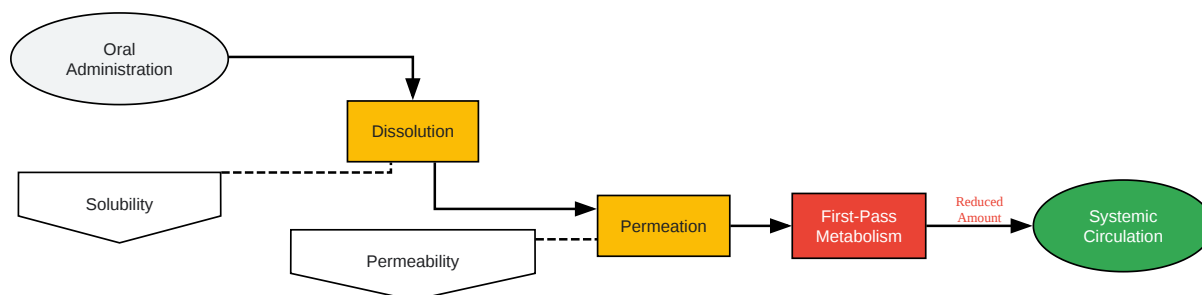 Oral
Administration
Dissolution
Solubility
Permeability
Permeation
First-Pass
Metabolism
Reduced
Amount
Systemic
Circulation